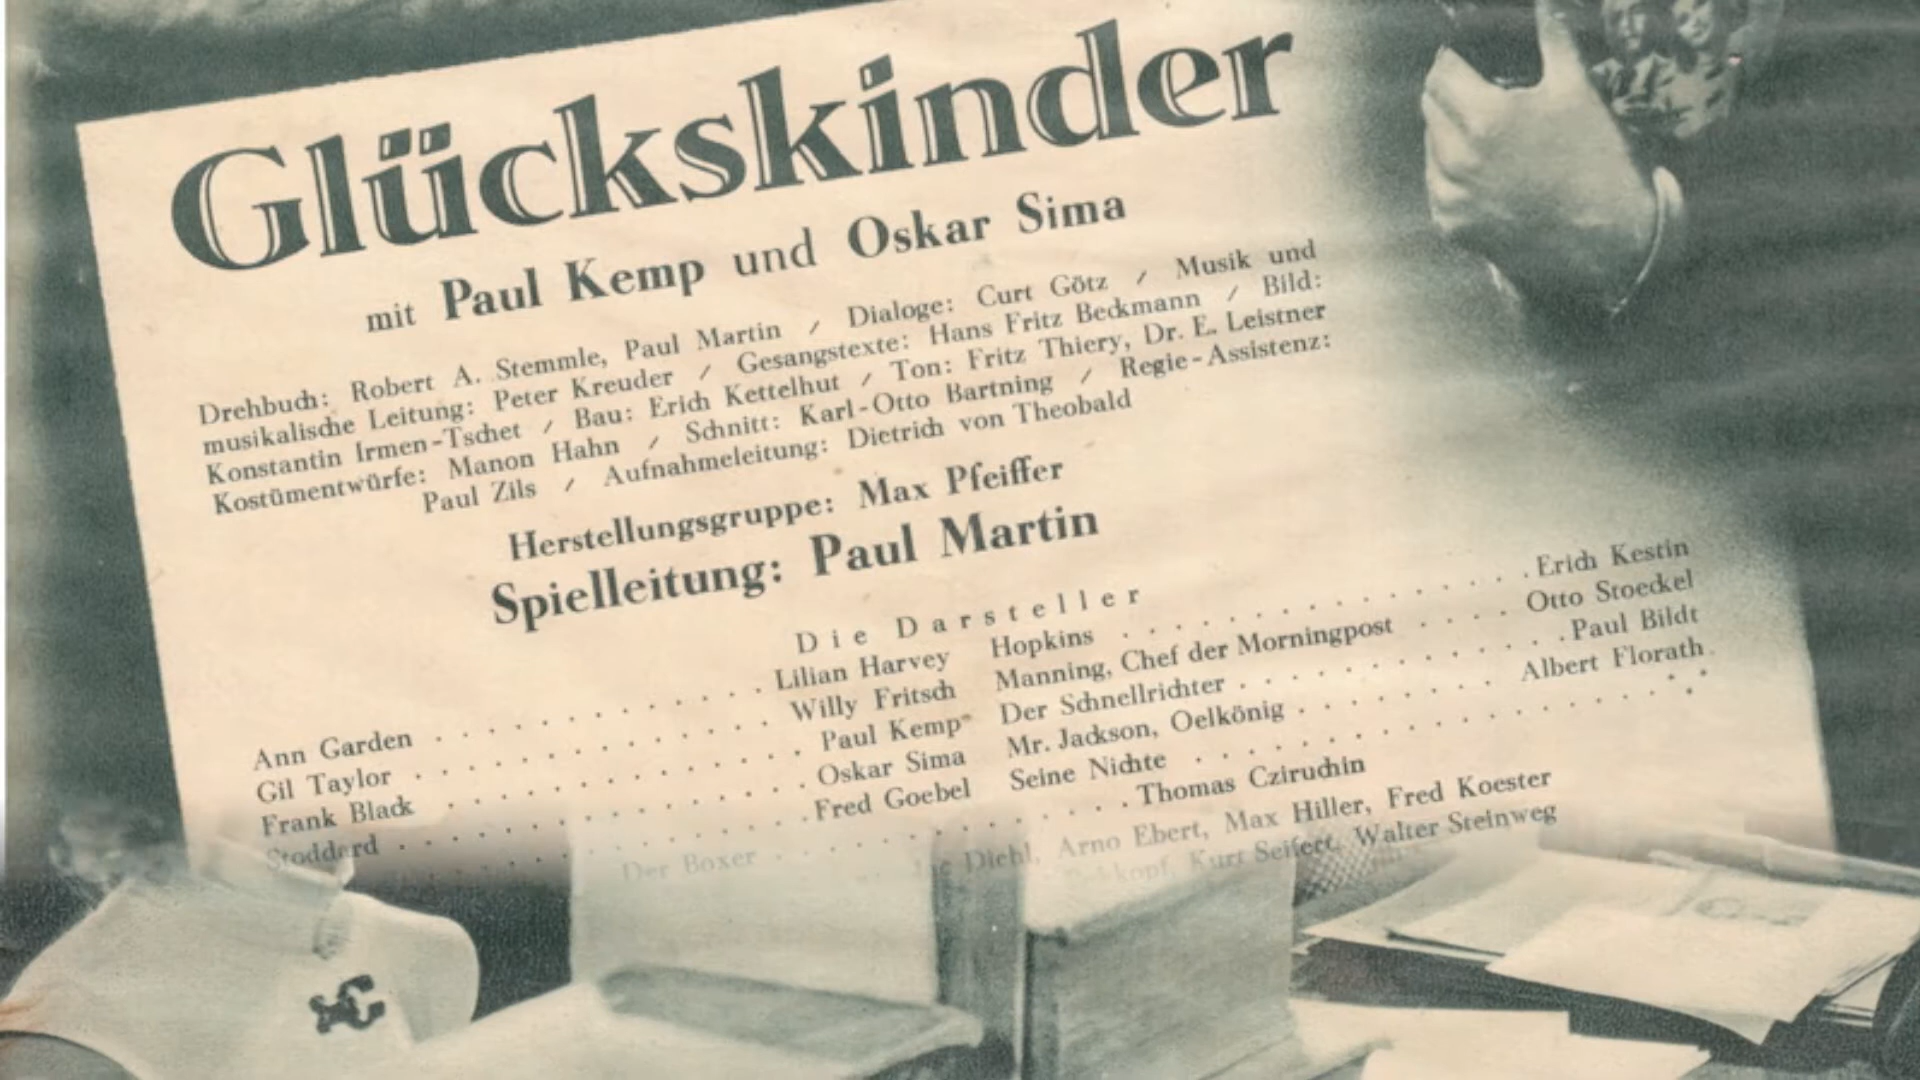 Glückskinder
mit Paul Kemp und Oskar Sima
Drehbuch: Robert A. Stemmle, Paul Martin / Dialoge: Curt Götz / Musik und
musikalische Leitung: Peter Kreuder / Gesangstexte: Hans Fritz Beckmann / Bild:
Konstantin Irmen-Tschet / Bau: Erich Kettelhut / Ton: Fritz Thiery, Dr. E. Leistner
Kostümentwürfe: Manon Hahn / Schnitt: Karl-Otto Bartning / Regie-Assistenz:
Paul Zils / Aufnahmeleitung: Dietrich von Theobald
Herstellungsgruppe: Max Pfeiffer
Spielleitung: Paul Martin
Die Darsteller
Ann Garden . . . . . . . . . . . . . Lilian Harvey
Gil Taylor . . . . . . . . . . . . . Willy Fritsch
Frank Black . . . . . . . . . . . . . Paul Kemp
Stoddard . . . . . . . . . . . . . Oskar Sima
. . . . . . . . . . . . . Fred Goebel
Hopkins . . . . . . . . . . . . . Erich Kestin
Manning, Chef der Morningpost . . . . Otto Stoeckel
Der Schnellrichter . . . . . . . . . . Paul Bildt
Mr. Jackson, Oelkönig . . . . . . . . Albert Florath
Seine Nichte . . . . . . . . . . . . .
Der Boxer . . . . . . . . . . . . . Thomas Cziruchin
Diehl, Arno Ebert, Max Hiller, Fred Koester
Kurt Seifert, Walter Steinweg